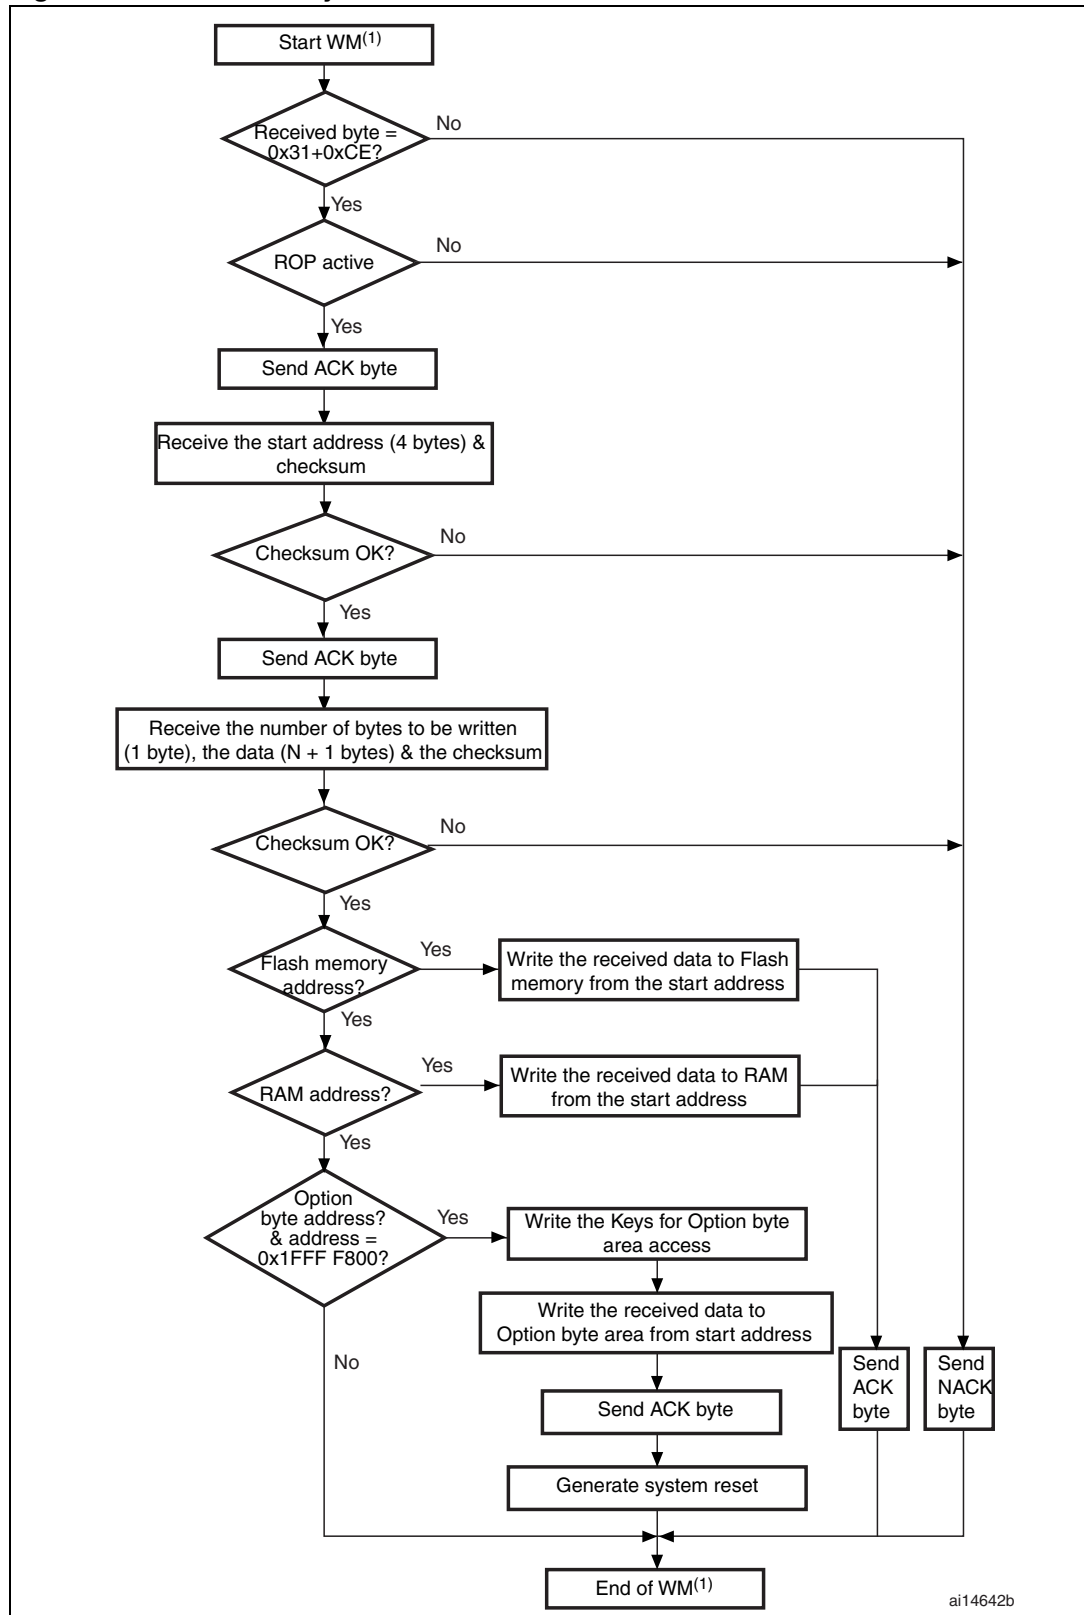 Start WM(1)
Received byte =
0x31+0xCE?
No
Yes
ROP active
No
Yes
Send ACK byte
Receive the start address (4 bytes) &
checksum
Checksum OK?
No
Yes
Send ACK byte
Receive the number of bytes to be written
(1 byte), the data (N + 1 bytes) & the checksum
Checksum OK?
No
Yes
Flash memory
address?
Yes
Write the received data to Flash
memory from the start address
Yes
RAM address?
Yes
Write the received data to RAM
from the start address
Yes
Option
byte address?
& address =
0x1FFF F800?
Yes
Write the Keys for Option byte
area access
Write the received data to
Option byte area from start address
No
Send
ACK
byte
Send
NACK
byte
Send ACK byte
Generate system reset
End of WM(1)
ai14642b